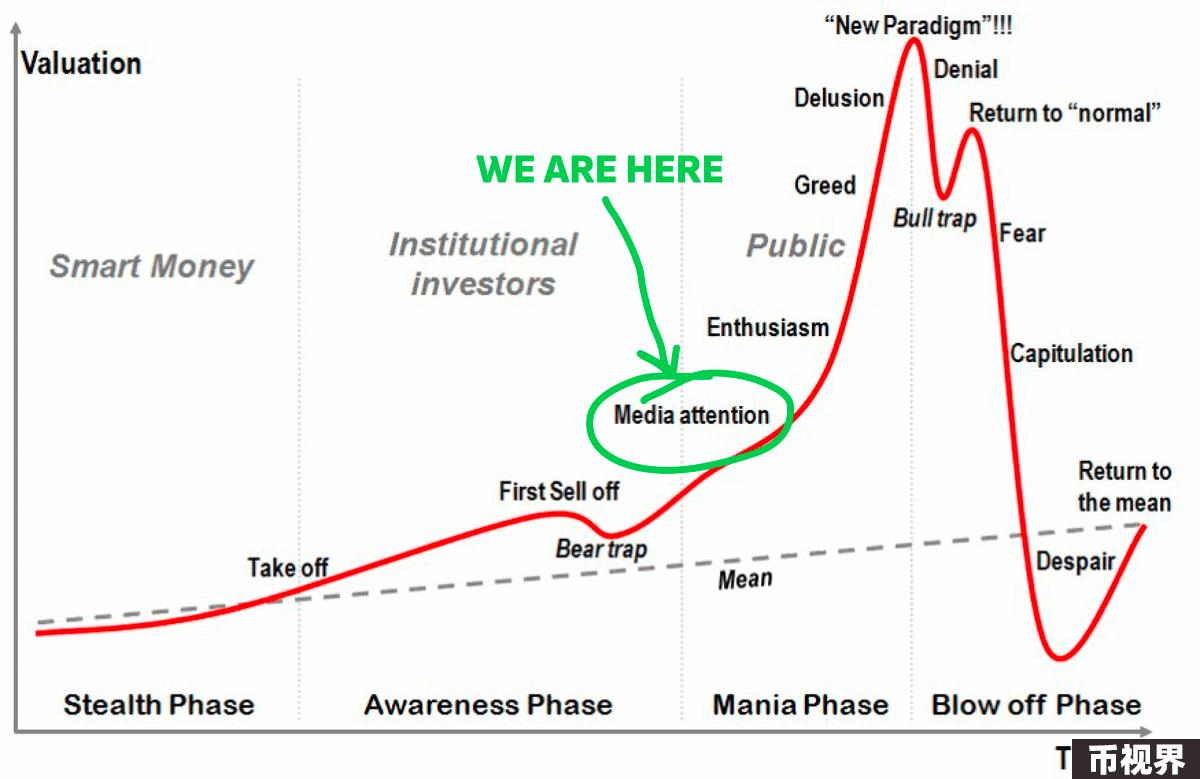 “New Paradigm”!!!
Valuation
Denial
Delusion
Return to “normal”
WE ARE HERE
Greed
Bull trap
Fear
Smart Money
Institutional
investors
Public
Enthusiasm
Capitulation
Media attention
First Sell off
Return to
the mean
Bear trap
Take off
Mean
Despair
Stealth Phase
Awareness Phase
Mania Phase
Blow off Phase
币视界